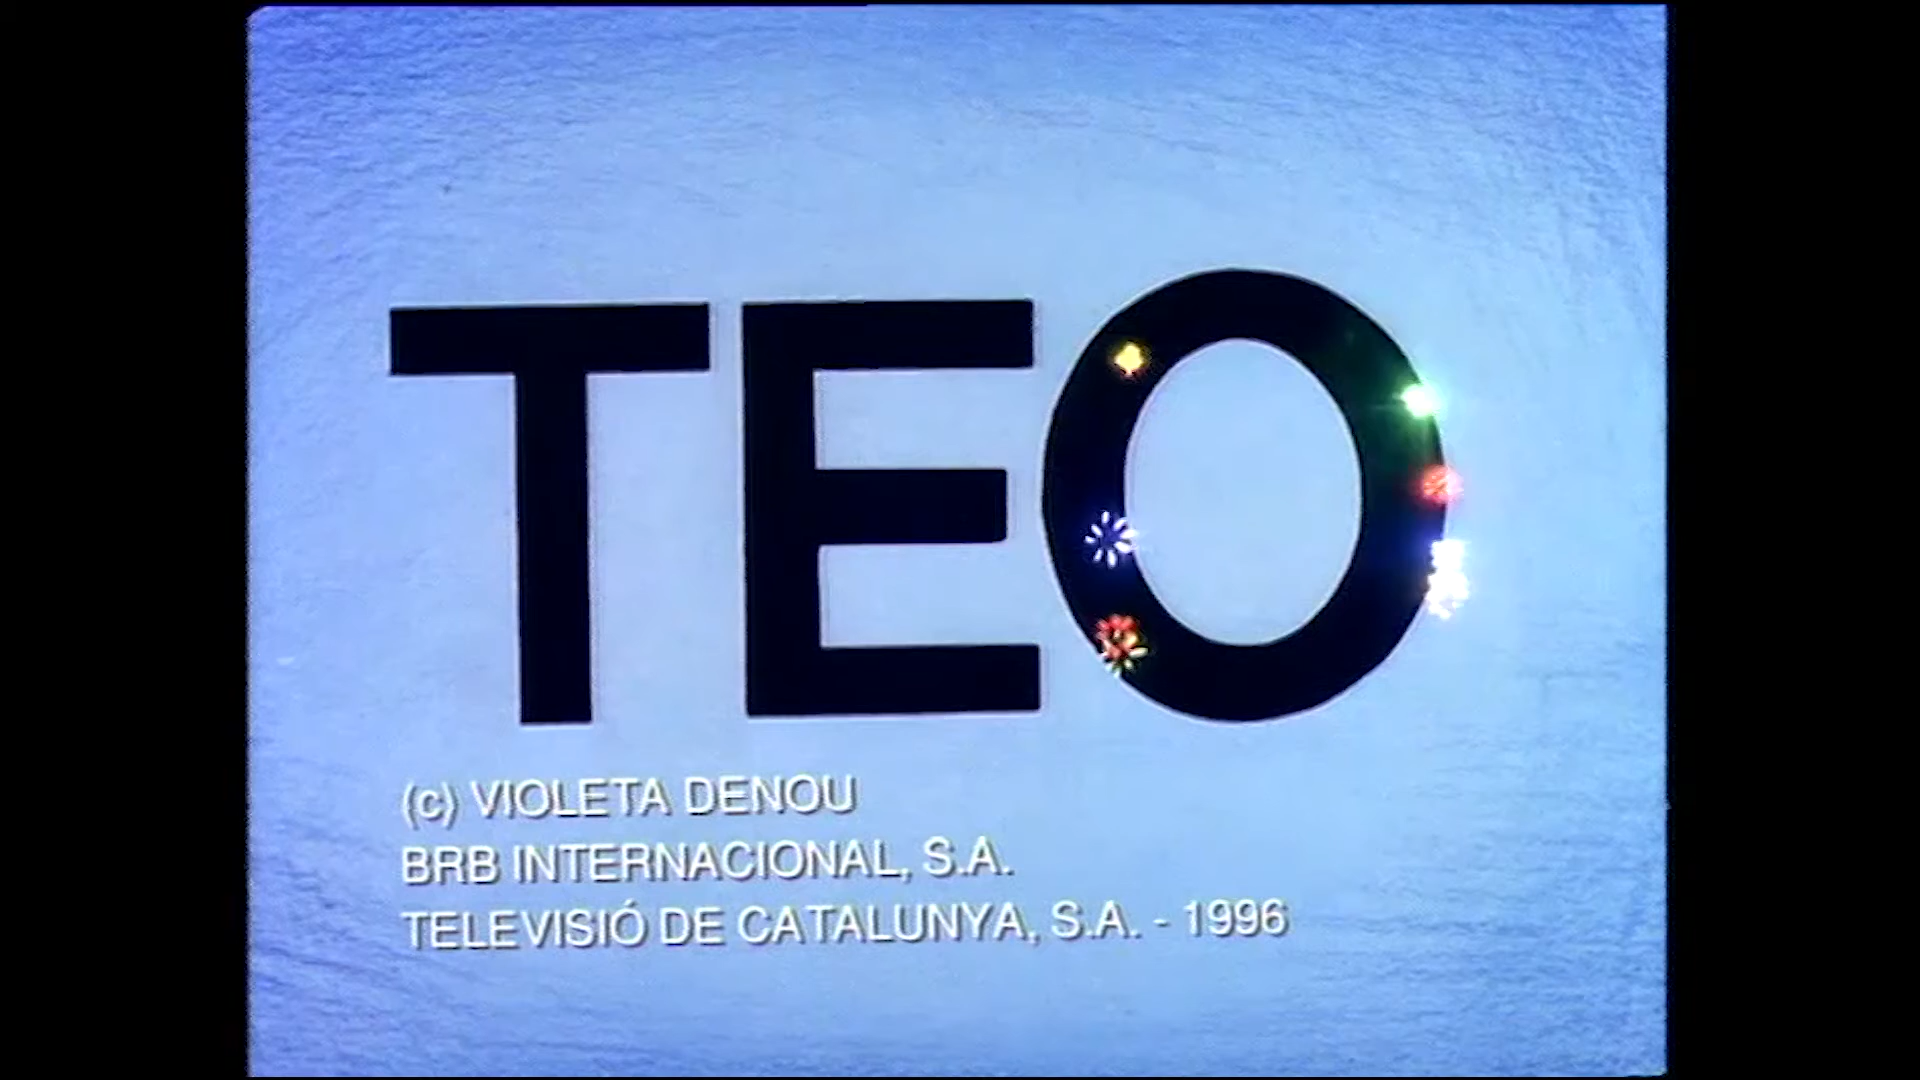 TEO
(c) VIOLETA DENOU
BRB INTERNACIONAL, S.A.
TELEVISIÓ DE CATALUNYA, S.A. - 1996